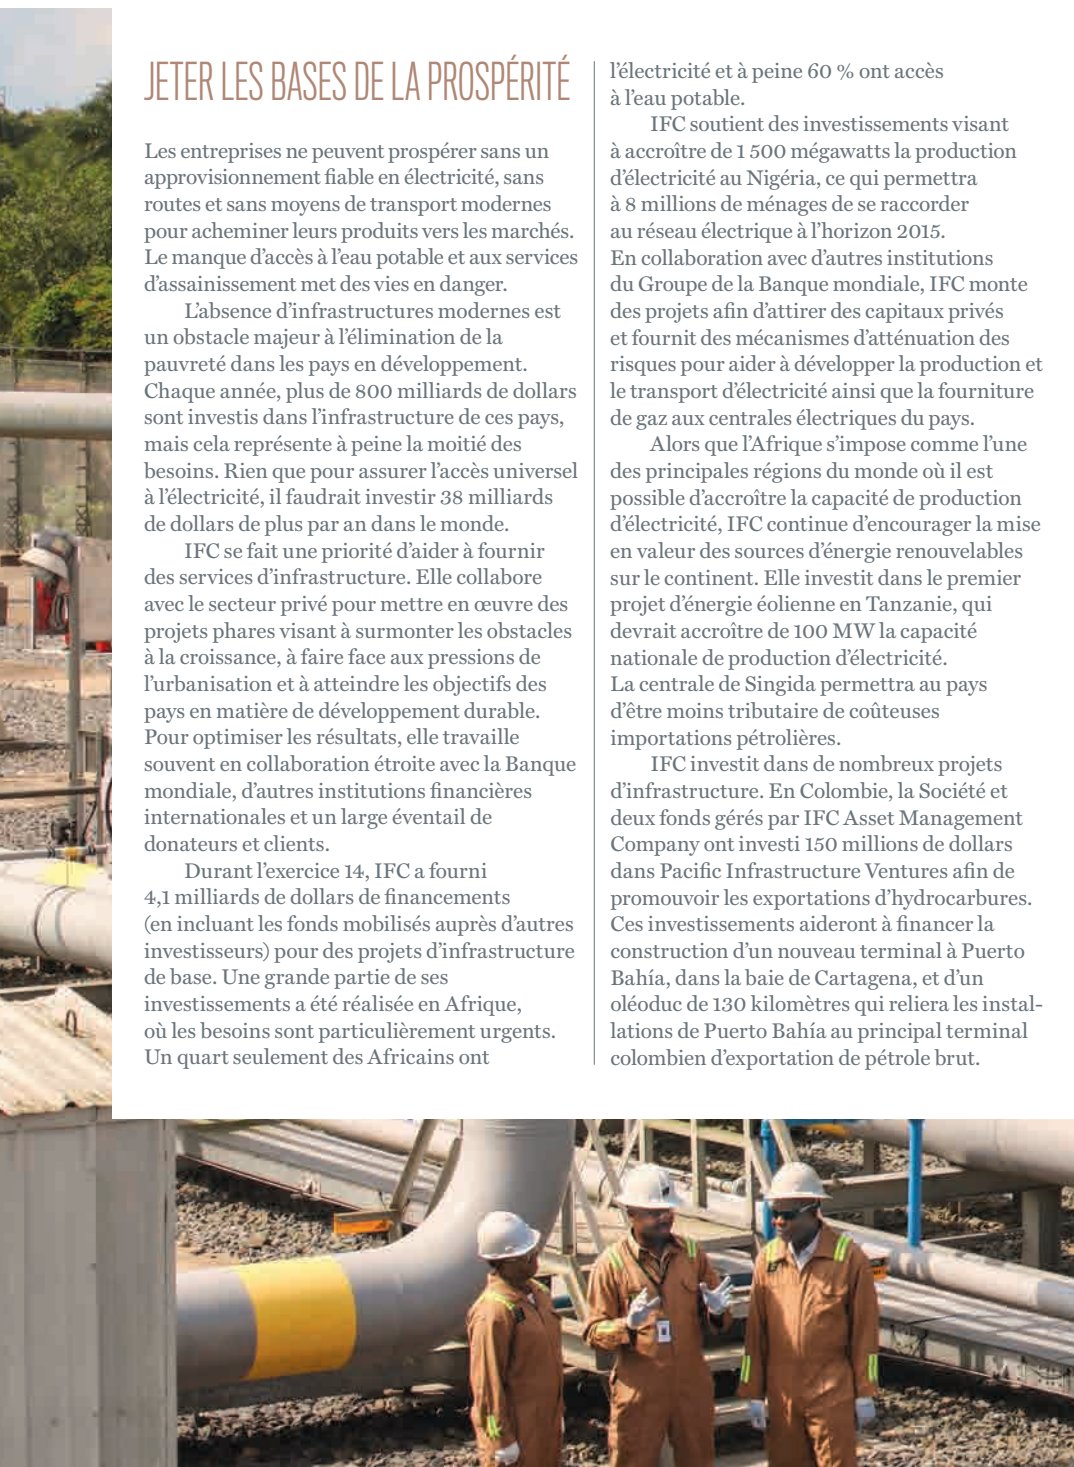 JETER LES BASES DE LA PROSPÉRITÉ
Les entreprises ne peuvent prospérer sans un
approvisionnement fiable en électricité, sans
routes et sans moyens de transport modernes
pour acheminer leurs produits vers les marchés.
Le manque d’accès à l’eau potable et aux services
d’assainissement met des vies en danger.
L’absence d’infrastructures modernes est
un obstacle majeur à l’élimination de la
pauvreté dans les pays en développement.
Chaque année, plus de 800 milliards de dollars
sont investis dans l’infrastructure de ces pays,
mais cela représente à peine la moitié des
besoins. Rien que pour assurer l’accès universel
à l’électricité, il faudrait investir 38 milliards
de dollars de plus par an dans le monde.
IFC se fait une priorité d’aider à fournir
des services d’infrastructure. Elle collabore
avec le secteur privé pour mettre en œuvre des
projets phares visant à surmonter les obstacles
à la croissance, à faire face aux pressions de
l’urbanisation et à atteindre les objectifs des
pays en matière de développement durable.
Pour optimiser les résultats, elle travaille
souvent en collaboration étroite avec la Banque
mondiale, d’autres institutions financières
internationales et un large éventail de
donateurs et clients.
Durant l’exercice 14, IFC a fourni
4,1 milliards de dollars de financements
(en incluant les fonds mobilisés auprès d’autres
investisseurs) pour des projets d’infrastructure
de base. Une grande partie de ses
investissements a été réalisée en Afrique,
où les besoins sont particulièrement urgents.
Un quart seulement des Africains ont
l’électricité et à peine 60 % ont accès
à l’eau potable.
IFC soutient des investissements visant
à accroître de 1 500 mégawatts la production
d’électricité au Nigéria, ce qui permettra
à 8 millions de ménages de se raccorder
au réseau électrique à l’horizon 2015.
En collaboration avec d’autres institutions
du Groupe de la Banque mondiale, IFC monte
des projets afin d’attirer des capitaux privés
et fournit des mécanismes d’atténuation des
risques pour aider à développer la production et
le transport d’électricité ainsi que la fourniture
de gaz aux centrales électriques du pays.
Alors que l’Afrique s’impose comme l’une
des principales régions du monde où il est
possible d’accroître la capacité de production
d’électricité, IFC continue d’encourager la mise
en valeur des sources d’énergie renouvelables
sur le continent. Elle investit dans le premier
projet d’énergie éolienne en Tanzanie, qui
devrait accroître de 100 MW la capacité
nationale de production d’électricité.
La centrale de Singida permettra au pays
d’être moins tributaire de coûteuses
importations pétrolières.
IFC investit dans de nombreux projets
d’infrastructure. En Colombie, la Société et
deux fonds gérés par IFC Asset Management
Company ont investi 150 millions de dollars
dans Pacific Infrastructure Ventures afin de
promouvoir les exportations d’hydrocarbures.
Ces investissements aideront à financer la
construction d’un nouveau terminal à Puerto
Bahía, dans la baie de Cartagena, et d’un
oléoduc de 130 kilomètres qui reliera les instal-
lations de Puerto Bahía au principal terminal
colombien d’exportation de pétrole brut.